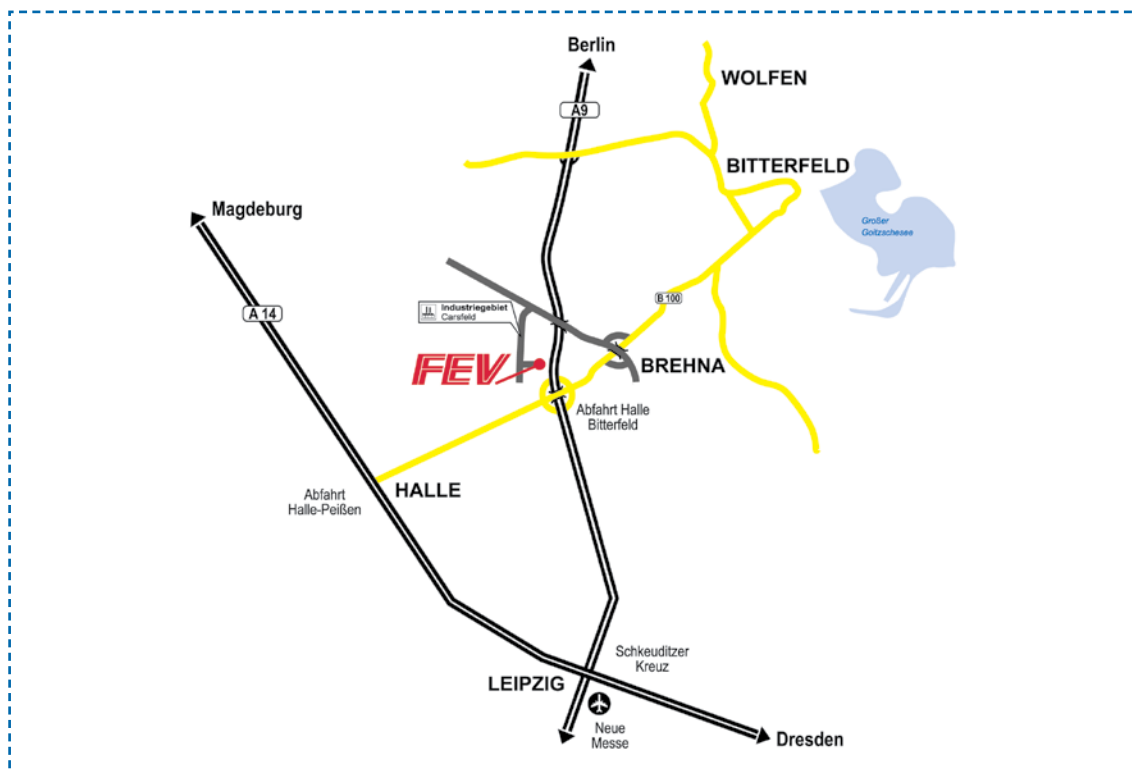 Berlin
WOLFEN
A9
BITTERFELD
Magdeburg
Großer
Goitzschesee
B 100
Industriegebiet
Carsfeld
A 14
FEV
BREHNA
Abfahrt Halle
Bitterfeld
HALLE
Abfahrt
Halle-Peißen
Schkeuditzer
Kreuz
LEIPZIG
Neue
Messe
Dresden